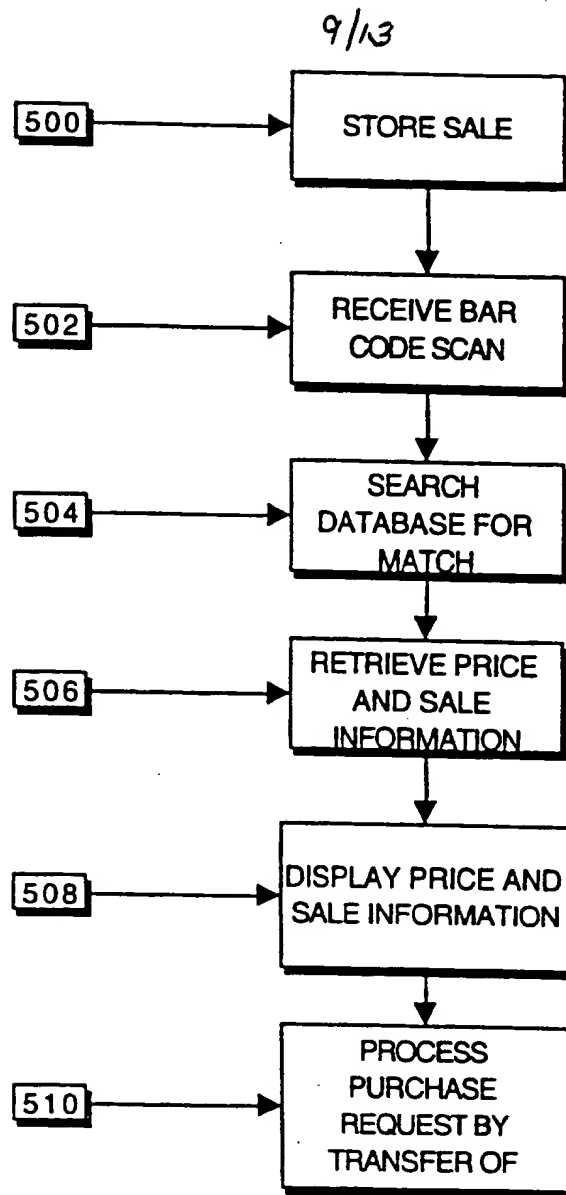 9/13
500
STORE SALE
502
RECEIVE BAR
CODE SCAN
504
SEARCH
DATABASE FOR
MATCH
506
RETRIEVE PRICE
AND SALE
INFORMATION
508
DISPLAY PRICE AND
SALE INFORMATION
510
PROCESS
PURCHASE
REQUEST BY
TRANSFER OF